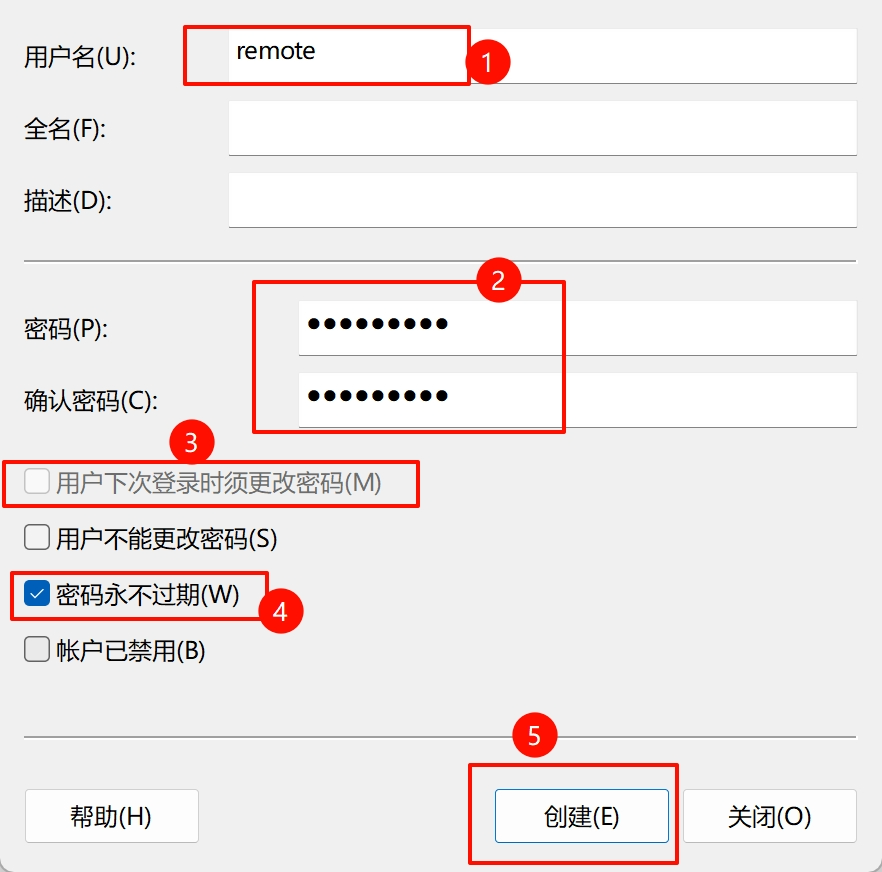 用户名(U):
remote
1
全名(F):
描述(D):
2
密码(P):
●●●●●●●●●
确认密码(C):
●●●●●●●●●
3
用户下次登录时须更改密码(M)
用户不能更改密码(S)
密码永不过期(W)
4
帐户已禁用(B)
5
帮助(H)
创建(E)
关闭(O)